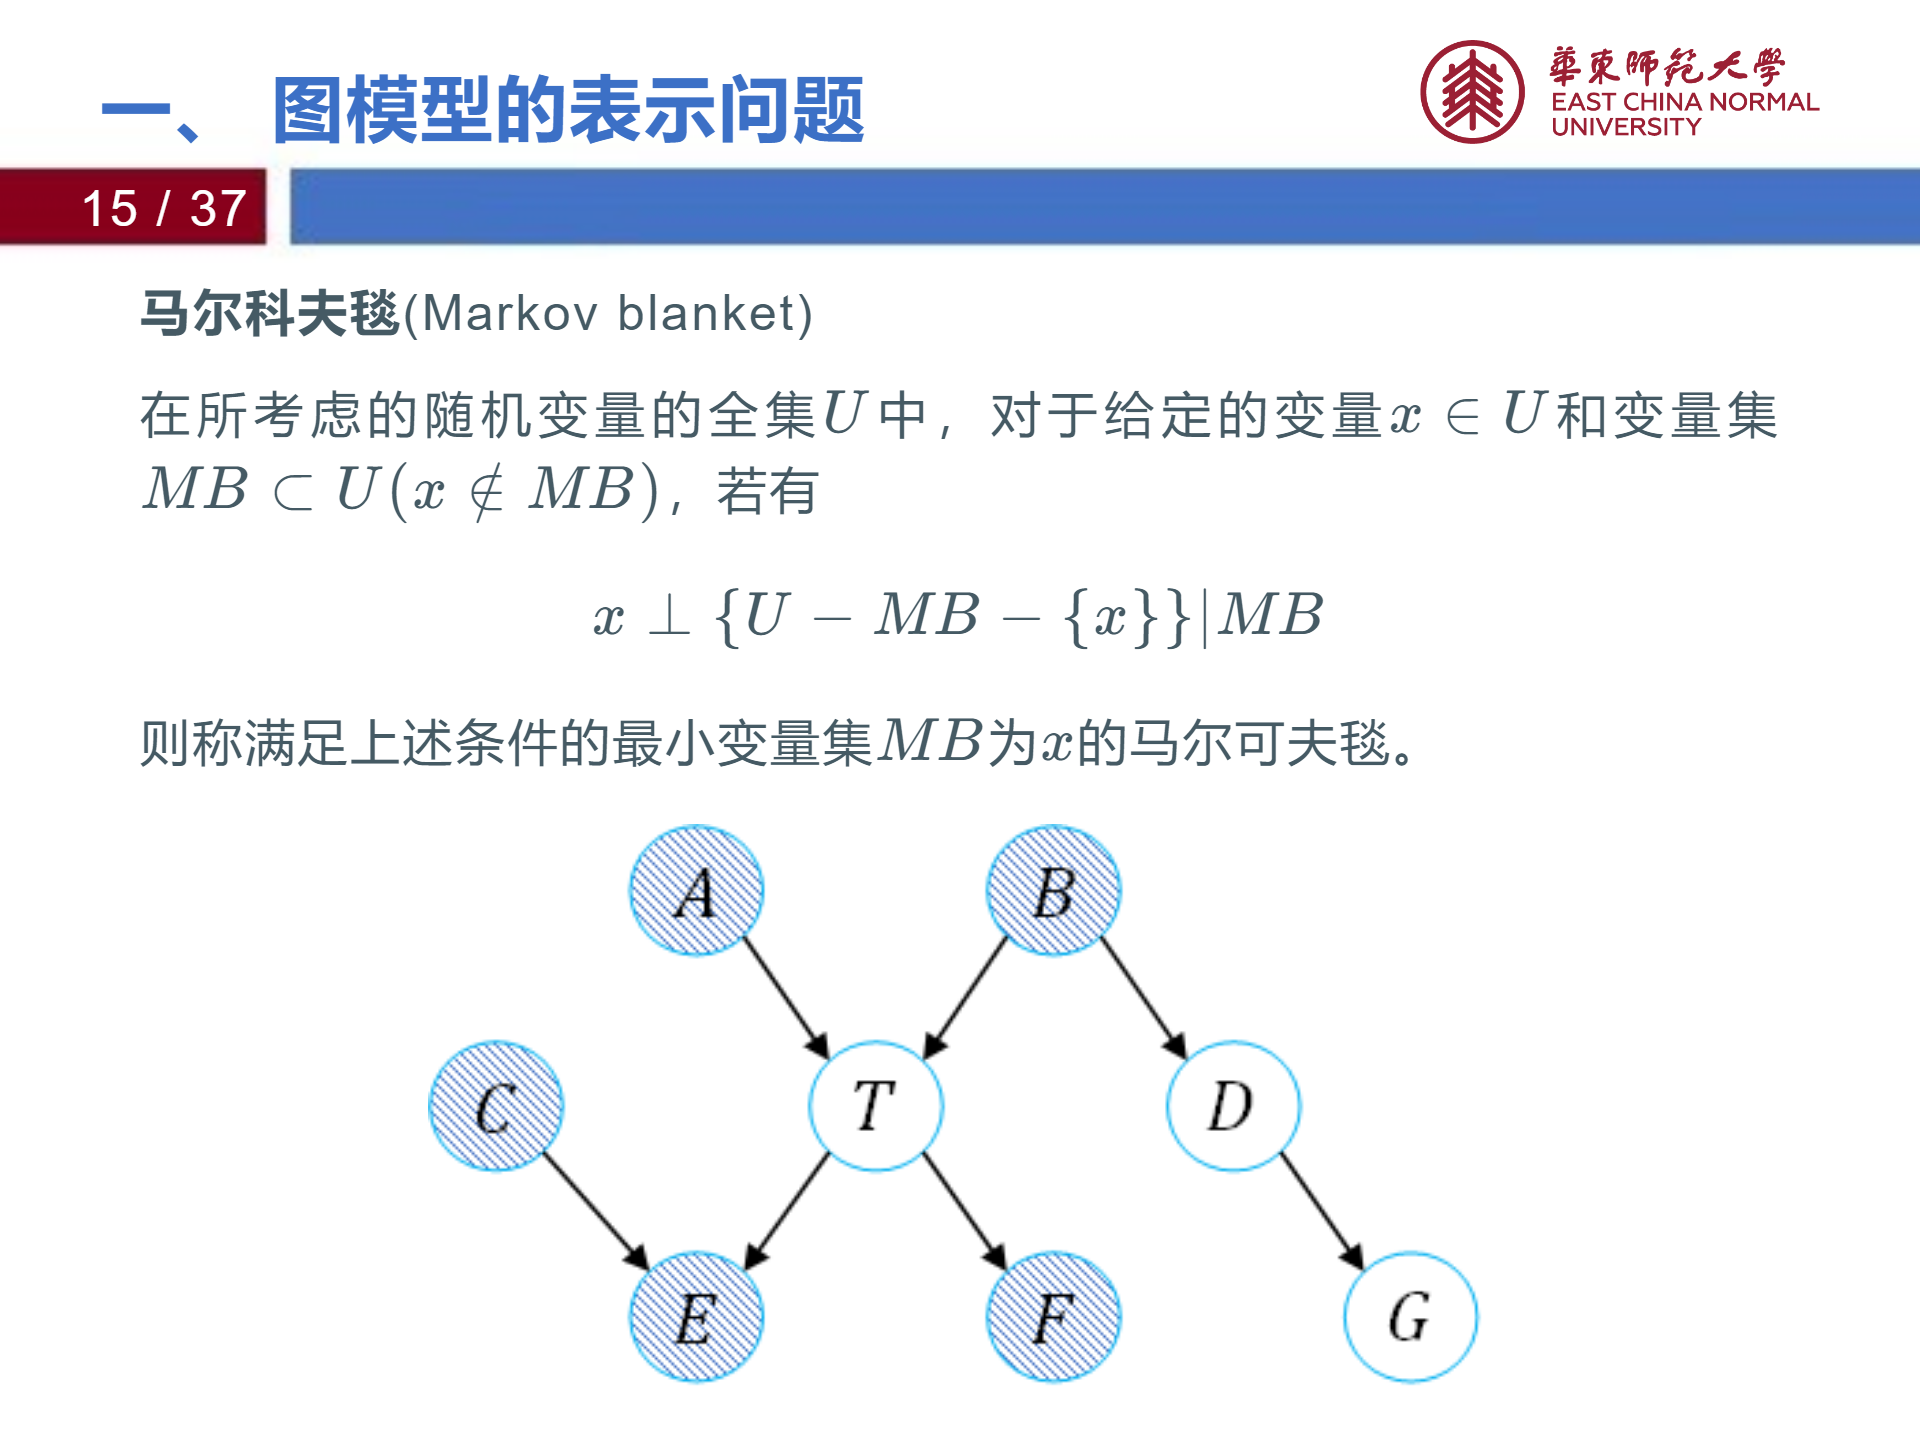 一、 图模型的表示问题
華東師範大學
EAST CHINA NORMAL
UNIVERSITY
15 / 37
马尔科夫毯(Markov blanket)
在所考虑的随机变量的全集U中，对于给定的变量x ∈ U和变量集
MB ⊂ U(x ∉ MB)，若有
x ⊥ {U − MB − {x}}|MB
则称满足上述条件的最小变量集MB为x的马尔可夫毯。
A B
C T D
E F G